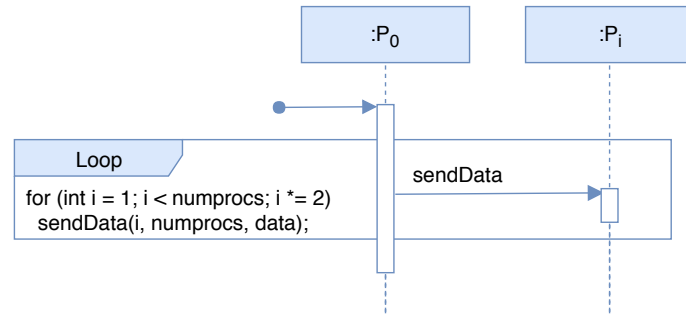 :P₀
:Pᵢ
Loop
sendData
for (int i = 1; i < numprocs; i *= 2)
sendData(i, numprocs, data);